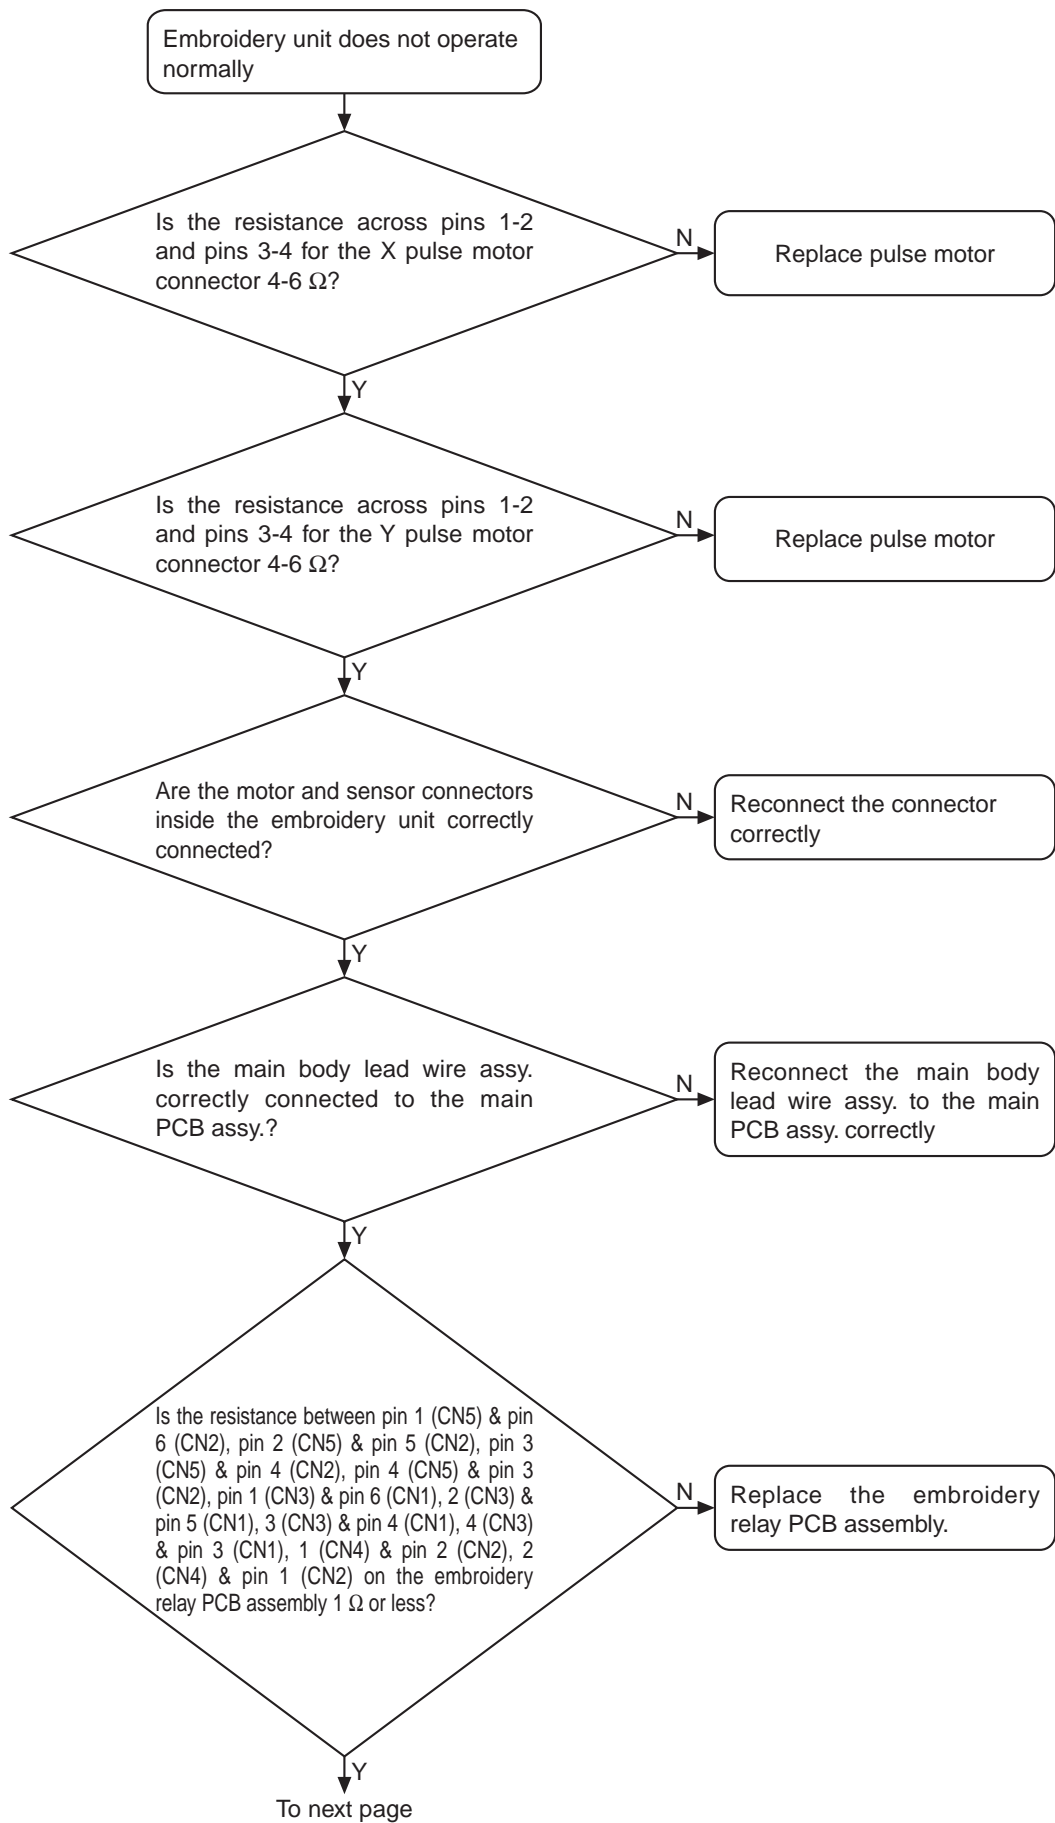 Embroidery unit does not operate
normally
Is the resistance across pins 1-2
and pins 3-4 for the X pulse motor
connector 4-6 Ω?
N
Replace pulse motor
Y
Is the resistance across pins 1-2
and pins 3-4 for the Y pulse motor
connector 4-6 Ω?
N
Replace pulse motor
Y
Are the motor and sensor connectors
inside the embroidery unit correctly
connected?
N
Reconnect the connector
correctly
Y
Is the main body lead wire assy.
correctly connected to the main
PCB assy.?
N
Reconnect the main body
lead wire assy. to the main
PCB assy. correctly
Y
Is the resistance between pin 1 (CN5) & pin
6 (CN2), pin 2 (CN5) & pin 5 (CN2), pin 3
(CN5) & pin 4 (CN2), pin 4 (CN5) & pin 3
(CN2), pin 1 (CN3) & pin 6 (CN1), 2 (CN3) &
pin 5 (CN1), 3 (CN3) & pin 4 (CN1), 4 (CN3)
& pin 3 (CN1), 1 (CN4) & pin 2 (CN2), 2
(CN4) & pin 1 (CN2) on the embroidery
relay PCB assembly 1 Ω or less?
N
Replace the embroidery
relay PCB assembly.
Y
To next page